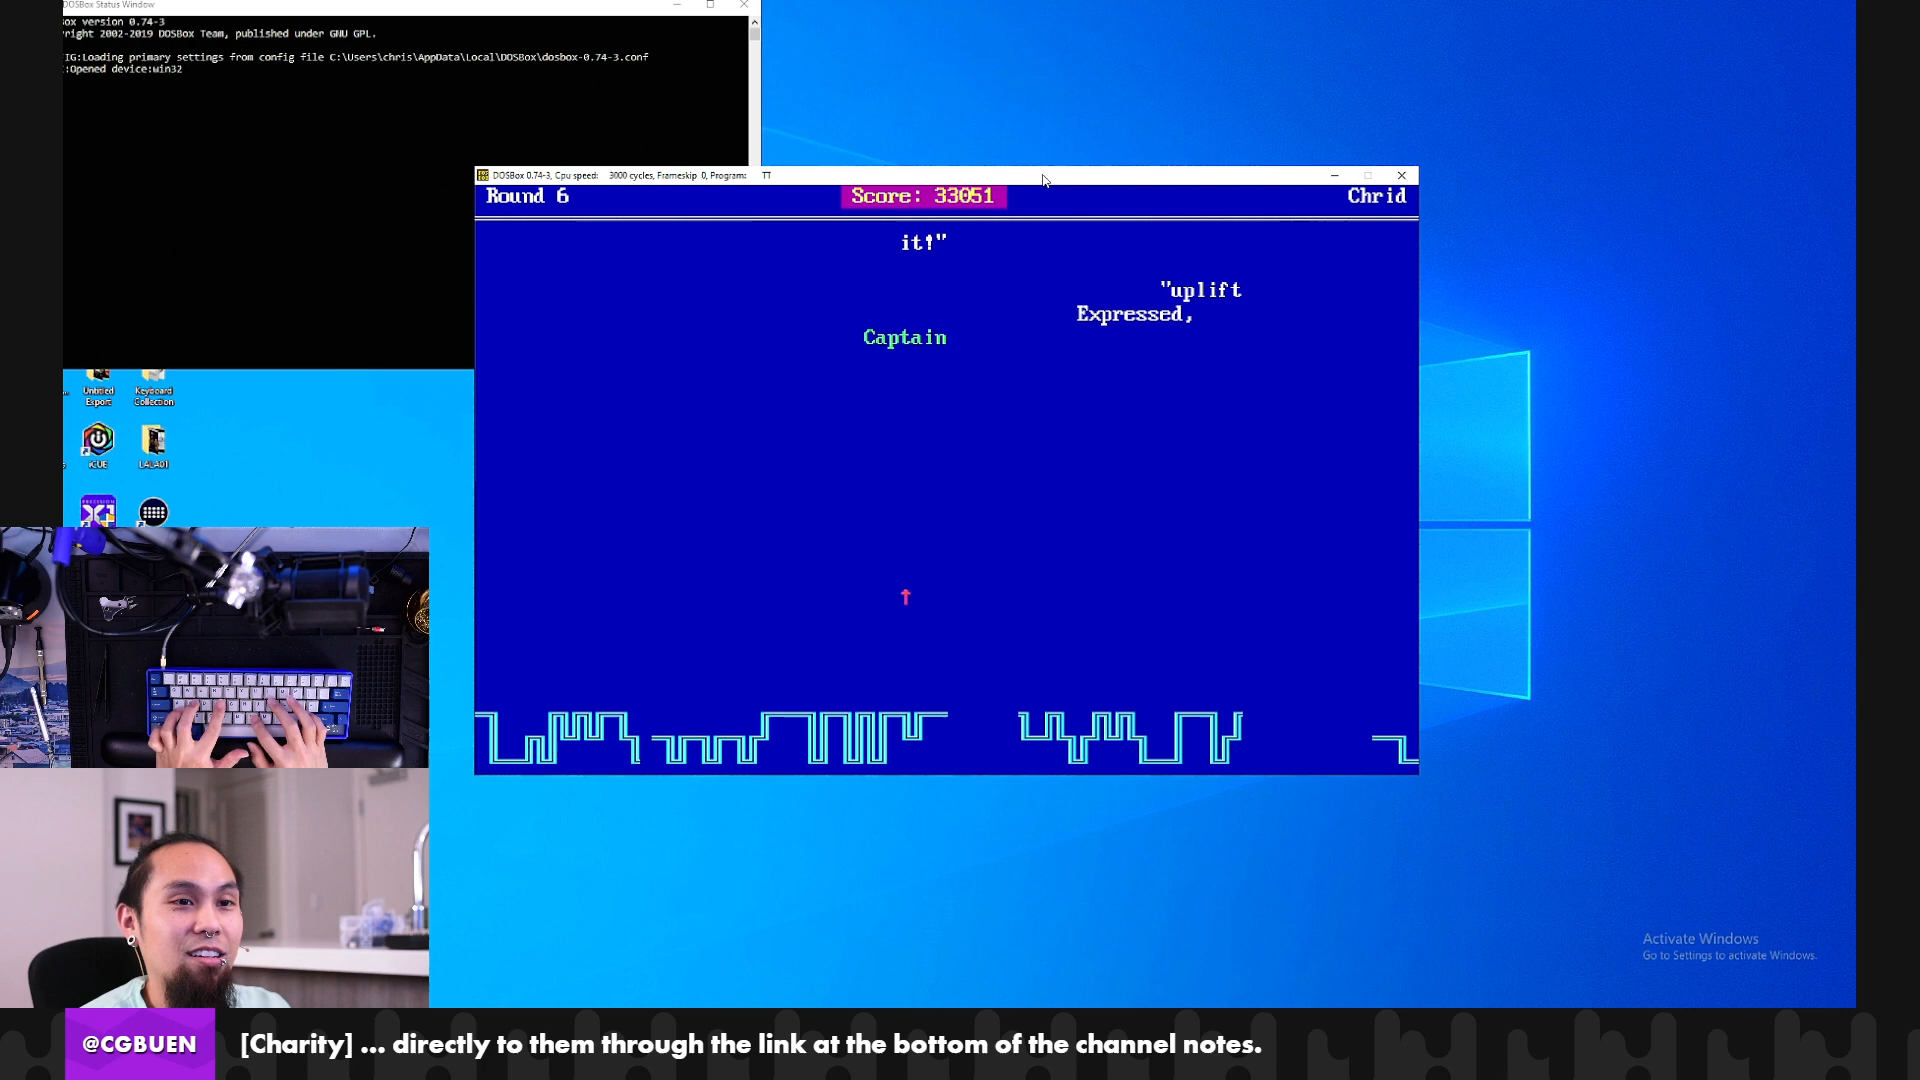 DOSBox Status Window
ox version 0.74-3
right 2002-2019 DOSBox Team, published under GNU GPL.
IG:Loading primary settings from config file C:\Users\chris\AppData\Local\DOSBox\dosbox-0.74-3.conf
:Opened device:win32
DOSBox 0.74-3, Cpu speed: 3000 cycles, Frameskip 0, Program: TT
Round 6
Score: 33051
Chrid
it!"
"uplift
Expressed,
Captain
Untitled Export
Keyboard Collection
iCUE
LALA01
PRECISION
X1
Activate Windows
Go to Settings to activate Windows.
@CGBUEN
[Charity] ... directly to them through the link at the bottom of the channel notes.